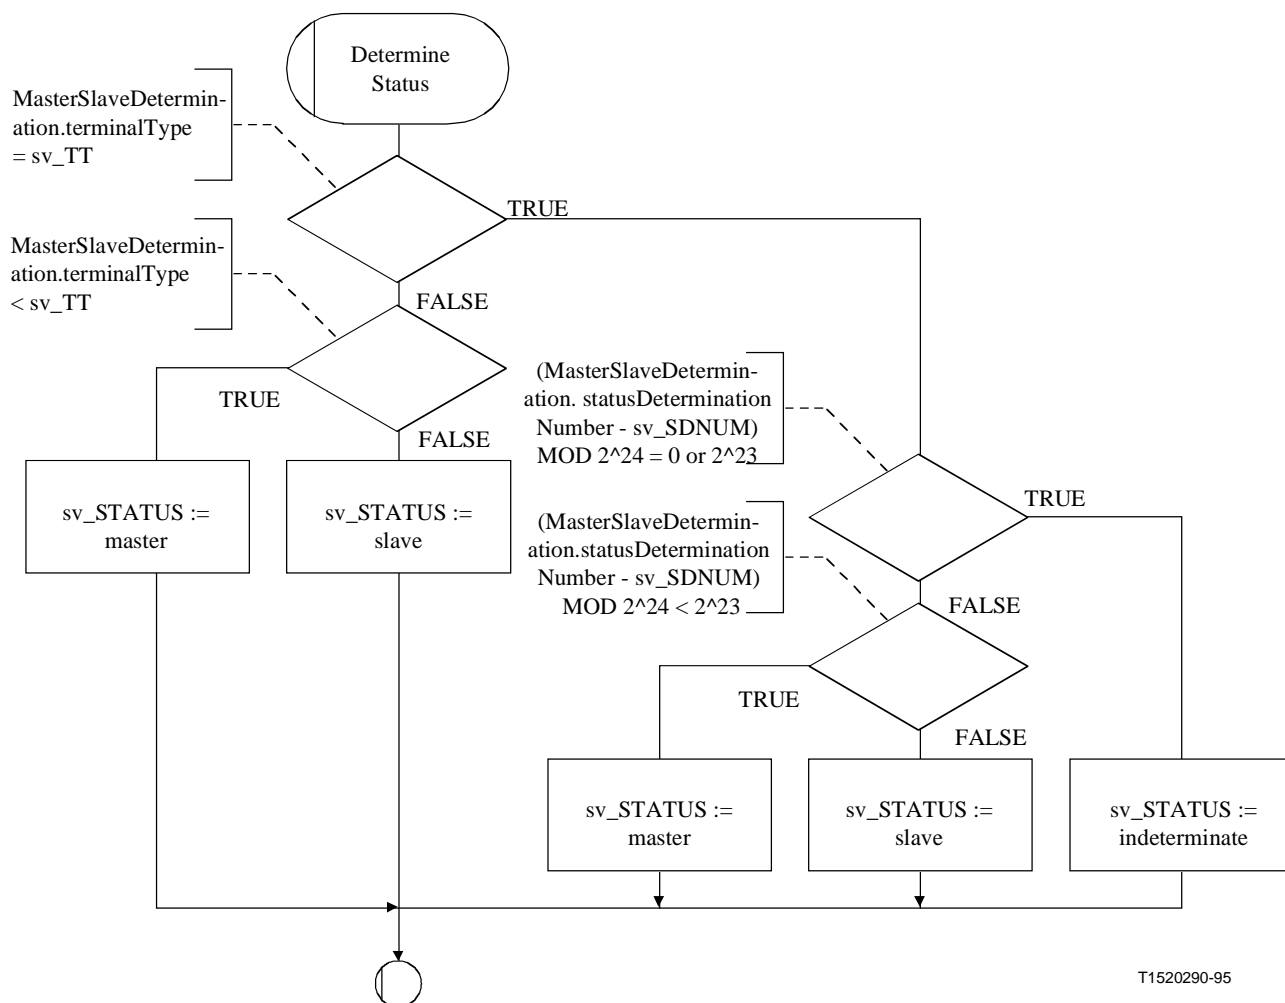 Determine
Status
MasterSlaveDetermin-
ation.terminalType
= sv_TT
TRUE
MasterSlaveDetermin-
ation.terminalType
< sv_TT
FALSE
TRUE
FALSE
(MasterSlaveDetermin-
ation. statusDetermination
Number - sv_SDNUM)
MOD 2^24 = 0 or 2^23
sv_STATUS :=
master
sv_STATUS :=
slave
TRUE
(MasterSlaveDetermin-
ation.statusDetermination
Number - sv_SDNUM)
MOD 2^24 < 2^23
FALSE
TRUE
FALSE
sv_STATUS :=
master
sv_STATUS :=
slave
sv_STATUS :=
indeterminate
T1520290-95